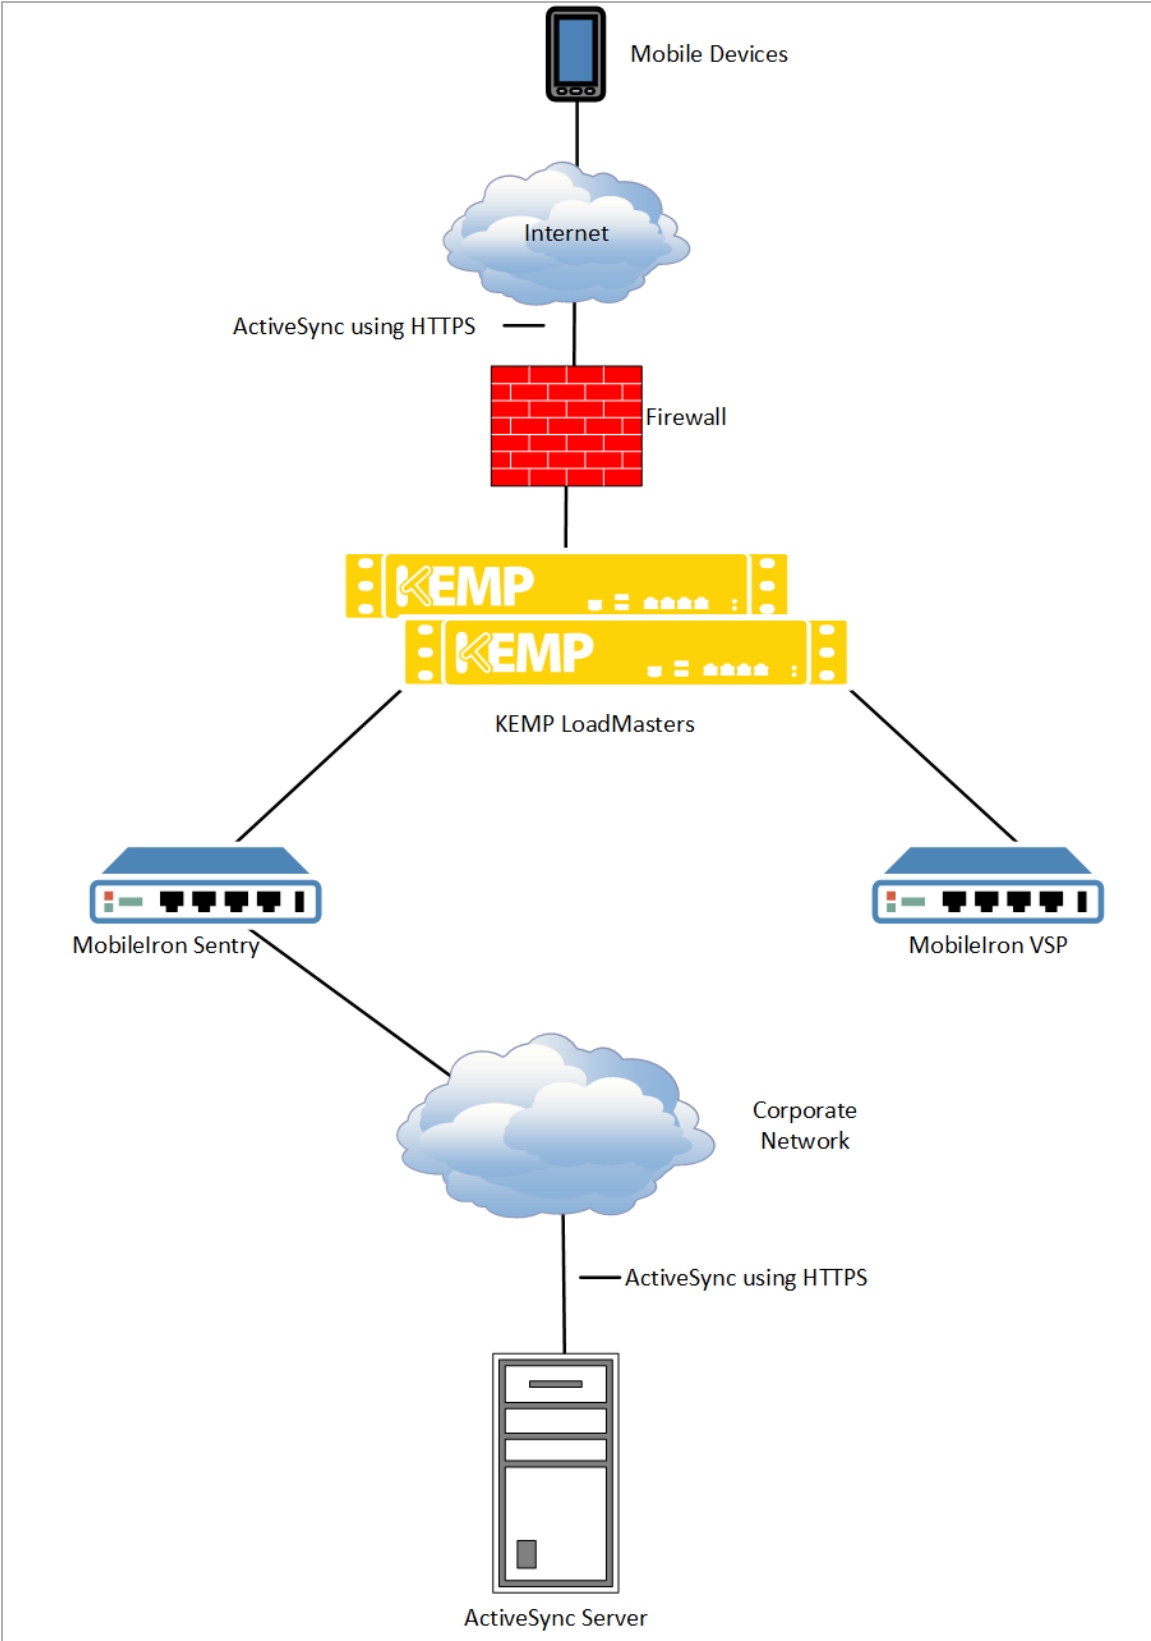 Mobile Devices
Internet
ActiveSync using HTTPS
Firewall
KEMP
KEMP
KEMP LoadMasters
MobileIron Sentry
MobileIron VSP
Corporate
Network
ActiveSync using HTTPS
ActiveSync Server